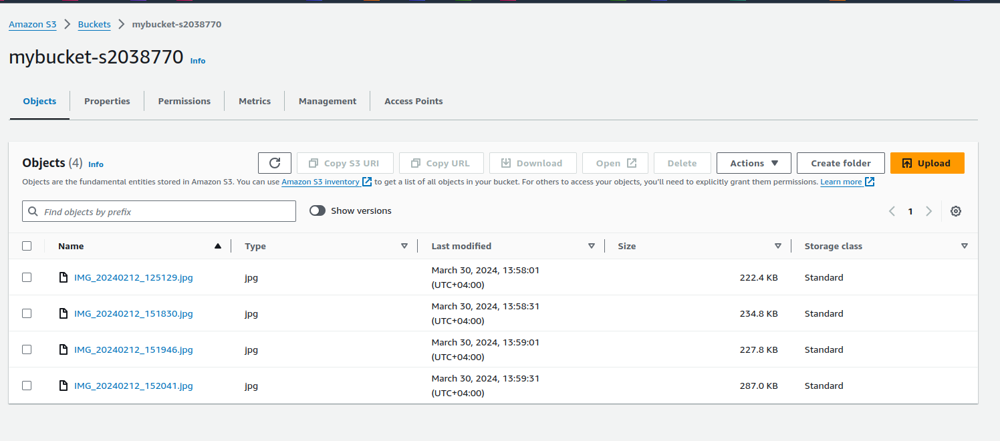 Amazon S3 > Buckets > mybucket-s2038770
mybucket-s2038770 Info
Objects Properties Permissions Metrics Management Access Points
Objects (4) Info Copy S3 URI Copy URL Download Open Delete Actions Create folder Upload
Objects are the fundamental entities stored in Amazon S3. You can use Amazon S3 inventory to get a list of all objects in your bucket. For others to access your objects, you'll need to explicitly grant them permissions. Learn more
Find objects by prefix Show versions 1
Name Type Last modified Size Storage class
IMG_20240212_125129.jpg jpg March 30, 2024, 13:58:01 (UTC+04:00) 222.4 KB Standard
IMG_20240212_151830.jpg jpg March 30, 2024, 13:58:31 (UTC+04:00) 234.8 KB Standard
IMG_20240212_151946.jpg jpg March 30, 2024, 13:59:01 (UTC+04:00) 227.8 KB Standard
IMG_20240212_152041.jpg jpg March 30, 2024, 13:59:31 (UTC+04:00) 287.0 KB Standard